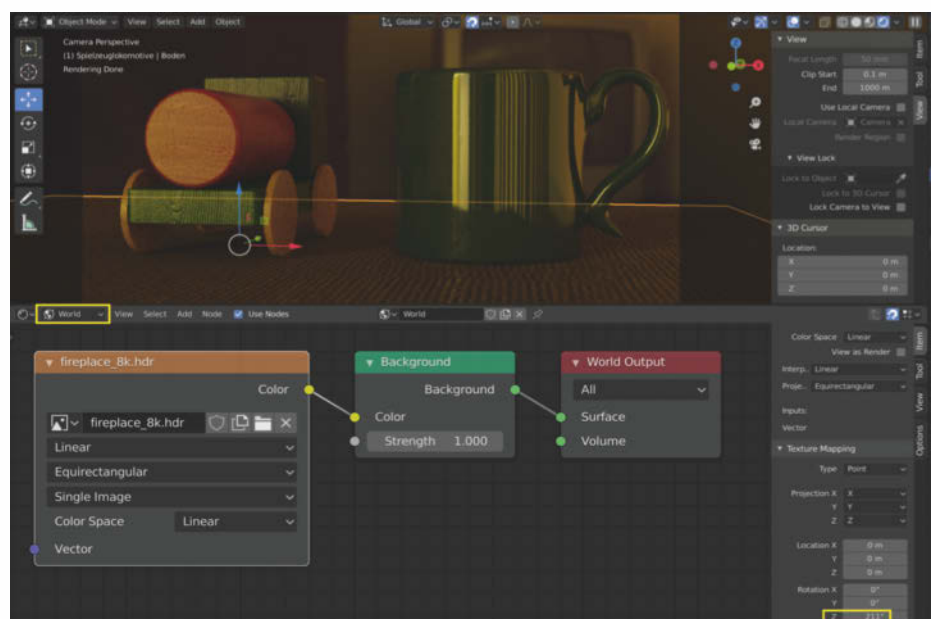 Object Mode View Select Add Object Global
Camera Perspective
(1) Spielzeuglokomotive | Boden
Rendering Done
View
Focal Length 50 mm
Clip Start 0.1 m
End 1000 m
Use Local Camera
Local Camera Camera
Render Region
View Lock
Lock to Object
Lock to 3D Cursor
Lock Camera to View
3D Cursor
Location:
X 0 m
Y 0 m
Z 0 m
Item
Tool
View
World View Select Add Node Use Nodes World
fireplace_8k.hdr
Color
fireplace_8k.hdr
Linear
Equirectangular
Single Image
Color Space Linear
Vector
Background
Background
Color
Strength 1.000
World Output
All
Surface
Volume
Color Space Linear
View as Render
Interp.. Linear
Proje.. Equirectangular
Inputs:
Vector
Texture Mapping
Type Point
Projection X X
Y Y
Z Z
Location X 0 m
Y 0 m
Z 0 m
Rotation X 0°
Y 0°
Z 211°
Item
Tool
View
Options